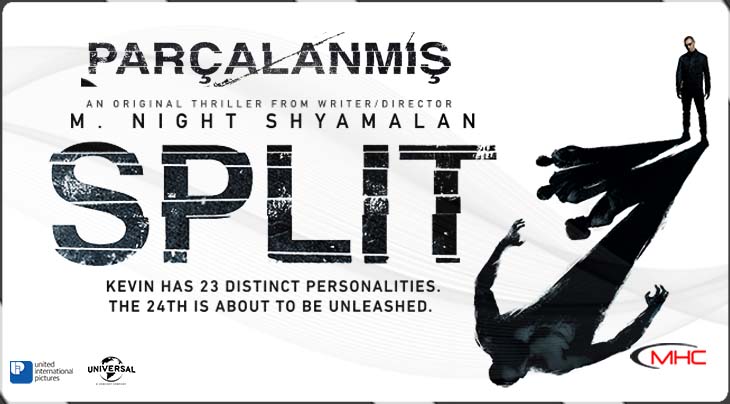 PARÇALANMIŞ
AN ORIGINAL THRILLER FROM WRITER/DIRECTOR
M. NIGHT SHYAMALAN
SPLIT
KEVIN HAS 23 DISTINCT PERSONALITIES.
THE 24TH IS ABOUT TO BE UNLEASHED.
united
international
pictures
UNIVERSAL
MHC